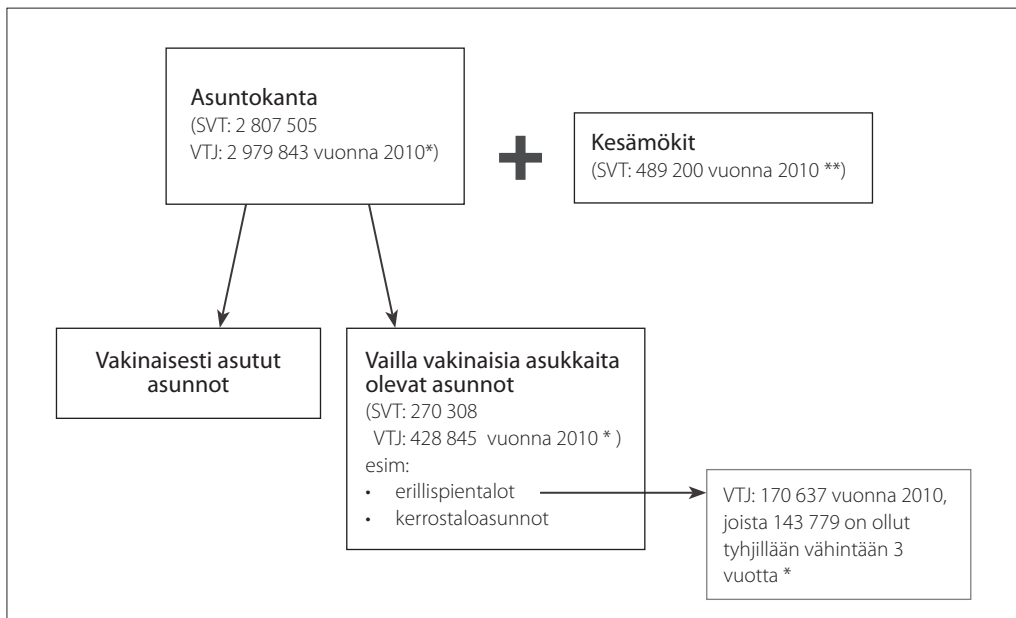 Asuntokanta
(SVT: 2 807 505
VTJ: 2 979 843 vuonna 2010*)
Kesämökit
(SVT: 489 200 vuonna 2010 **)
Vakinaisesti asutut
asunnot
Vailla vakinaisia asukkaita
olevat asunnot
(SVT: 270 308
VTJ: 428 845 vuonna 2010 * )
esim:
• erillispientalot
• kerrostaloasunnot
VTJ: 170 637 vuonna 2010,
joista 143 779 on ollut
tyhjillään vähintään 3
vuotta *